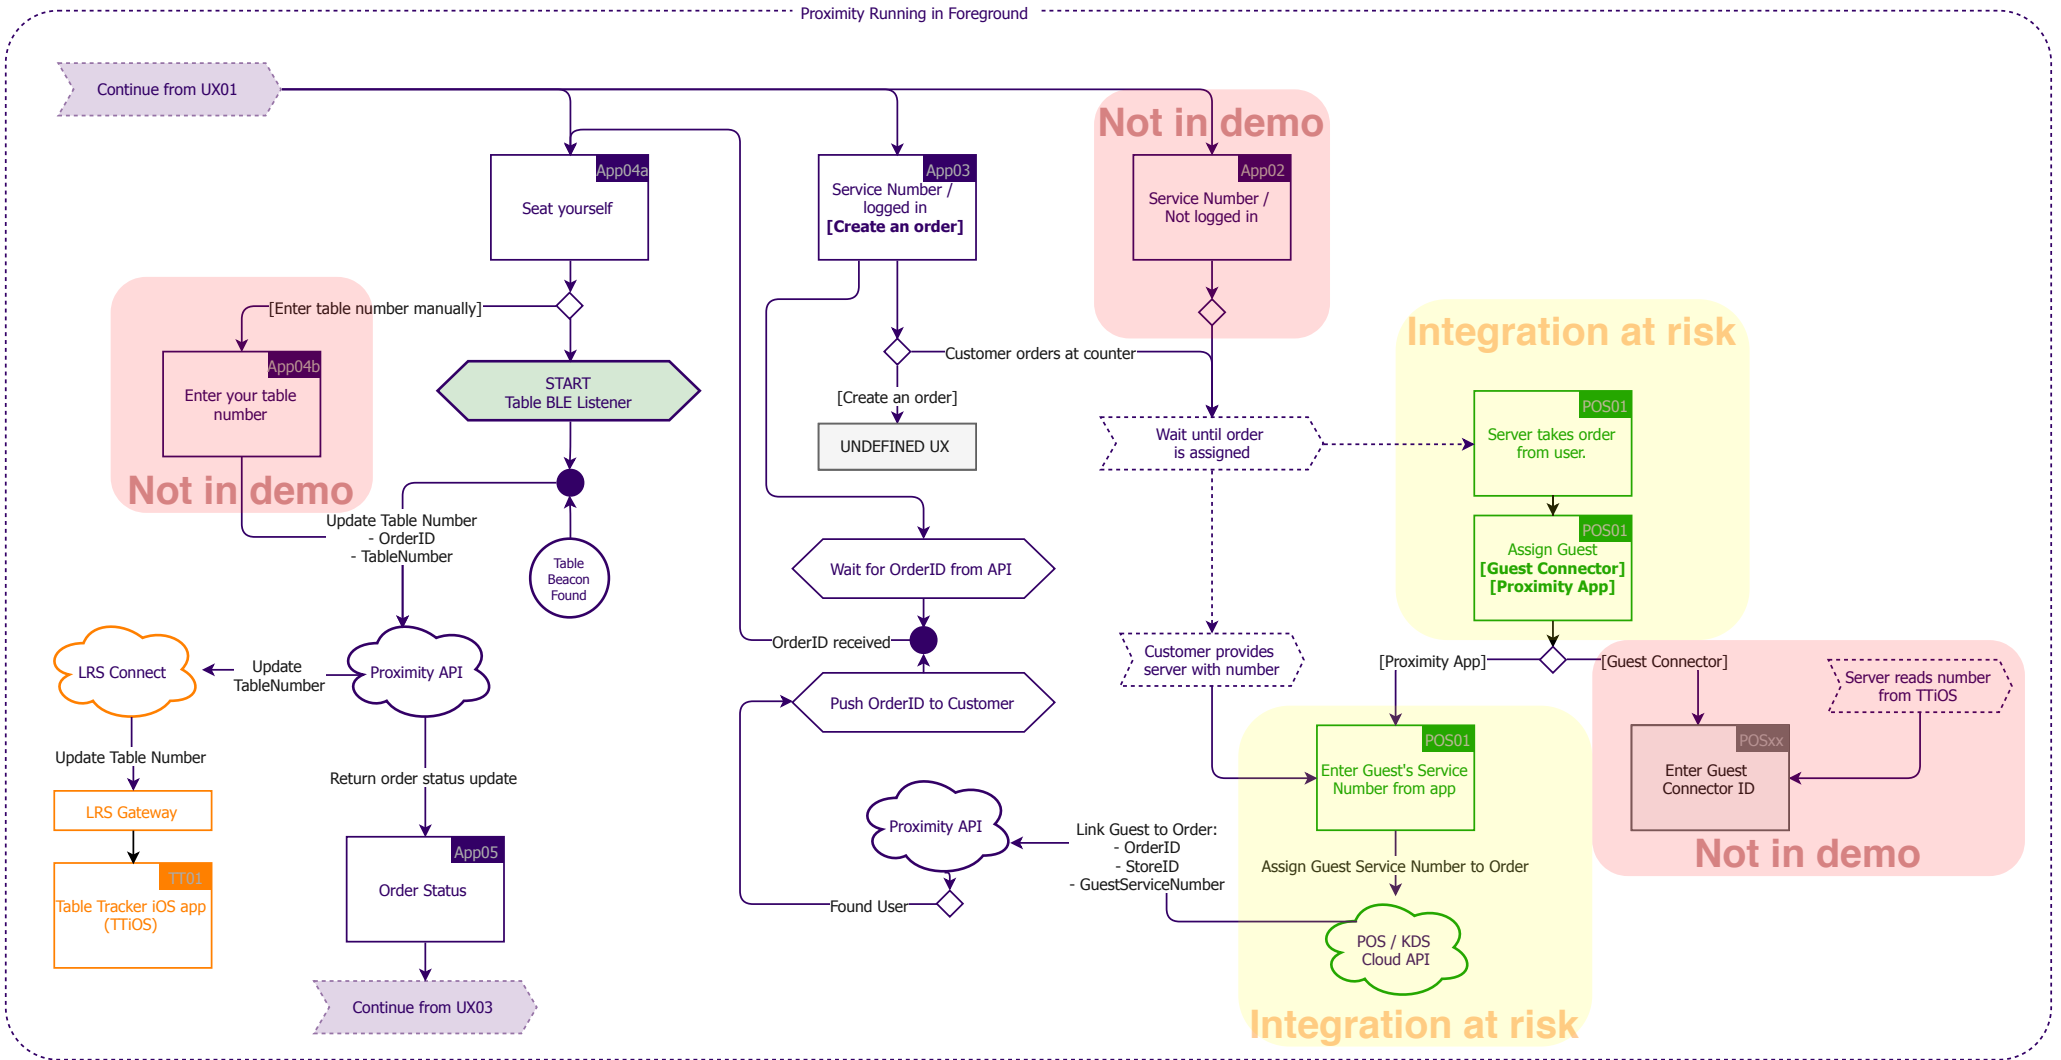 Proximity Running in Foreground
Continue from UX01
Not in demo
App04a
Seat yourself
App03
Service Number /
logged in
[Create an order]
App02
Service Number /
Not logged in
[Enter table number manually]
App04b
Enter your table
number
Not in demo
START
Table BLE Listener
Customer orders at counter
[Create an order]
UNDEFINED UX
Wait until order
is assigned
Integration at risk
POS01
Server takes order
from user.
POS01
Assign Guest
[Guest Connector]
[Proximity App]
Update Table Number
- OrderID
- TableNumber
Table
Beacon
Found
Wait for OrderID from API
OrderID received
Push OrderID to Customer
Customer provides
server with number
[Proximity App]
[Guest Connector]
Server reads number
from TTiOS
LRS Connect
Update
TableNumber
Proximity API
Update Table Number
LRS Gateway
TT01
Table Tracker iOS app
(TTiOS)
Return order status update
App05
Order Status
Continue from UX03
Proximity API
Found User
Link Guest to Order:
- OrderID
- StoreID
- GuestServiceNumber
POS01
Enter Guest's Service
Number from app
POSxx
Enter Guest
Connector ID
Not in demo
Assign Guest Service Number to Order
POS / KDS
Cloud API
Integration at risk